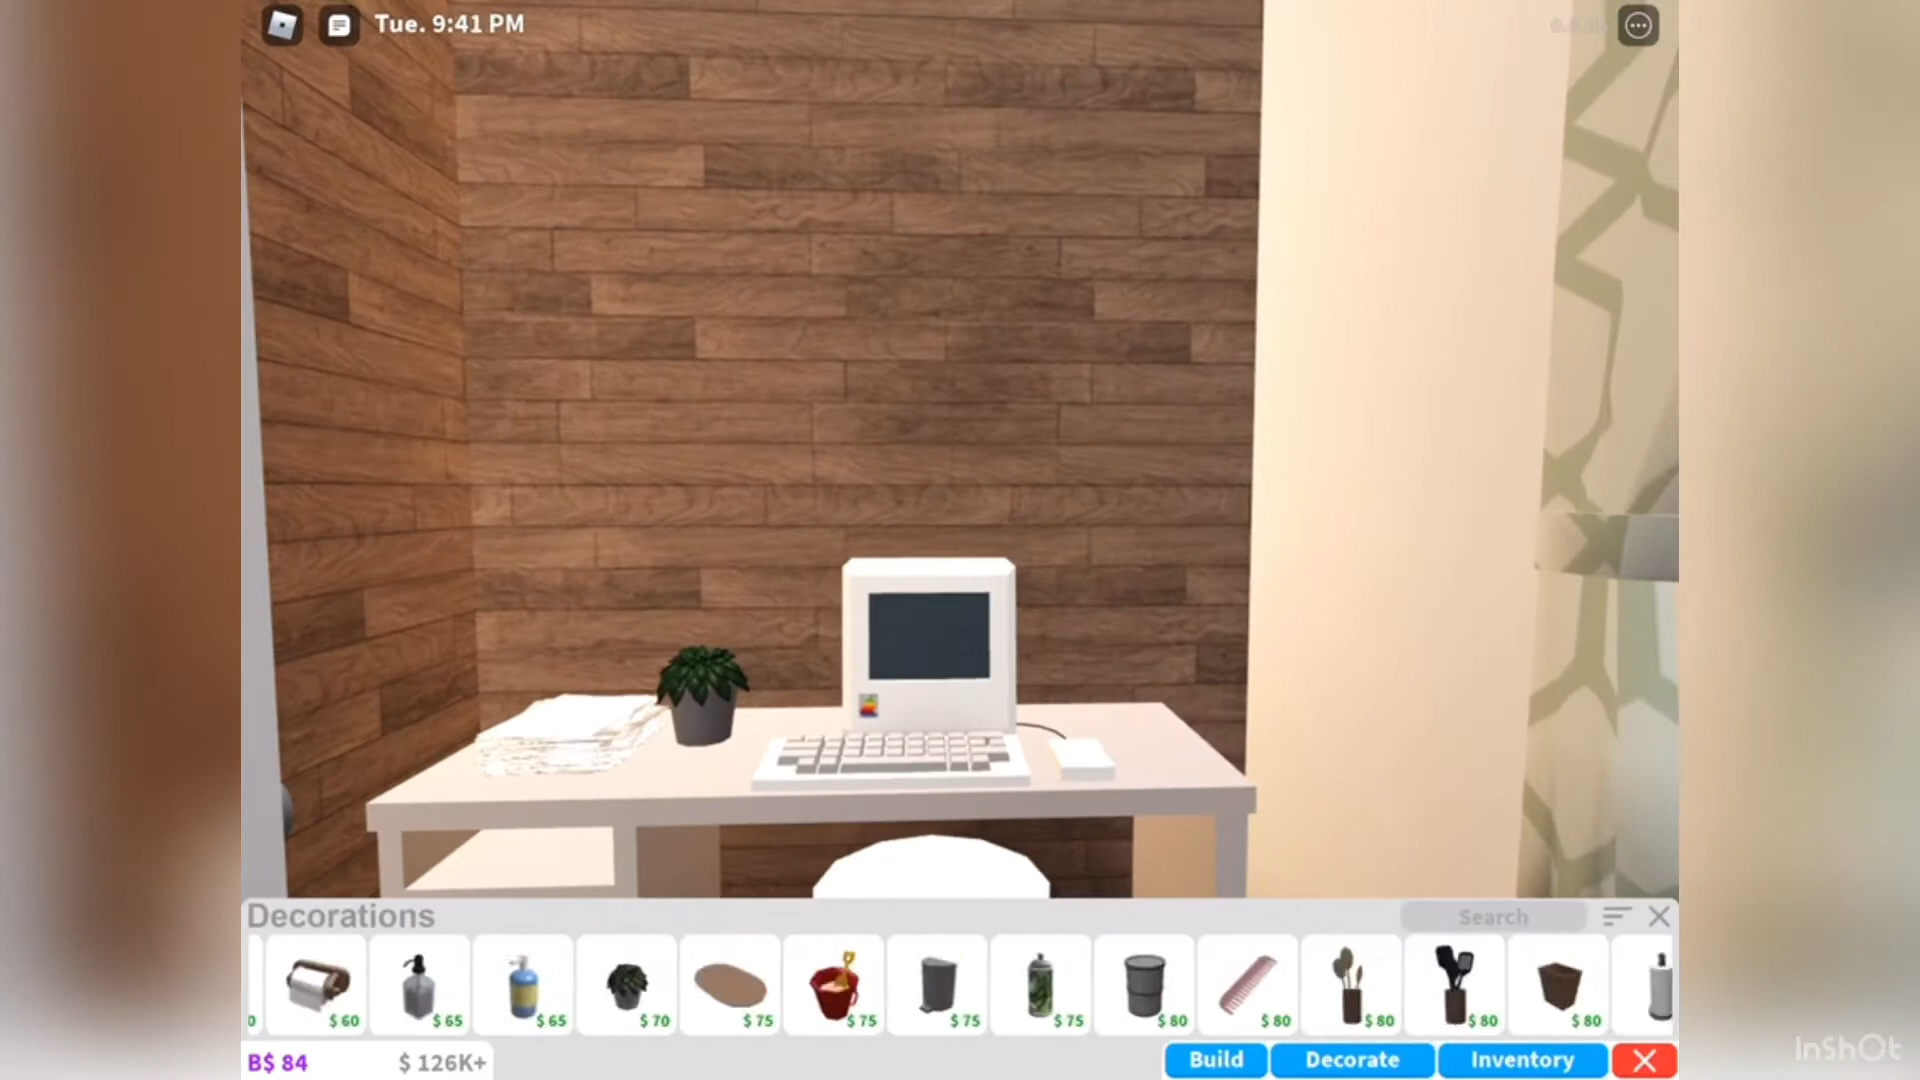 Tue. 9:41 PM
Decorations
Search
0
$ 60
$ 65
$ 65
$ 70
$ 75
$ 75
$ 75
$ 75
$ 80
$ 80
$ 80
$ 80
$ 80
B$ 84
$ 126K+
Build
Decorate
Inventory
InShOt